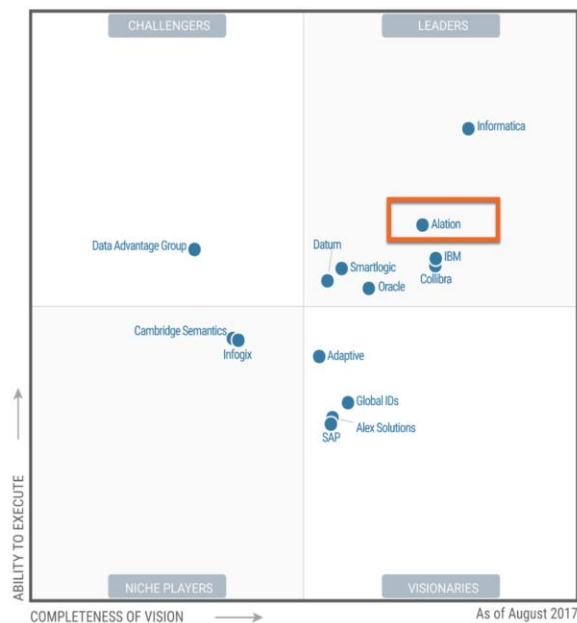 CHALLENGERS
LEADERS
Informatica
Alation
Data Advantage Group
Datum
IBM
Smartlogic
Collibra
Oracle
Cambridge Semantics
Infogix
Adaptive
Global IDs
Alex Solutions
SAP
ABILITY TO EXECUTE
NICHE PLAYERS
VISIONARIES
COMPLETENESS OF VISION
As of August 2017